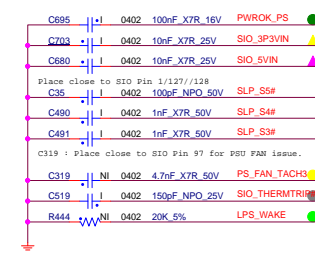 C695 I 0402 100nF_X7R_16V PWROK_PS
C703 I 0402 10nF_X7R_25V SIO_3P3VIN
C680 I 0402 10nF_X7R_25V SIO_5VIN
Place close to SIO Pin 1/127//128
C35 I 0402 100pF_NPO_50V SLP_S5#
C490 I 0402 1nF_X7R_50V SLP_S4#
C491 I 0402 1nF_X7R_50V SLP_S3#
C319 : Place close to SIO Pin 97 for PSU FAN issue.
C319 NI 0402 4.7nF_X7R_50V PS_FAN_TACH3
C519 I 0402 150pF_NPO_25V SIO_THERMTRIP
R444 NI 0402 20K_5% LPS_WAKE